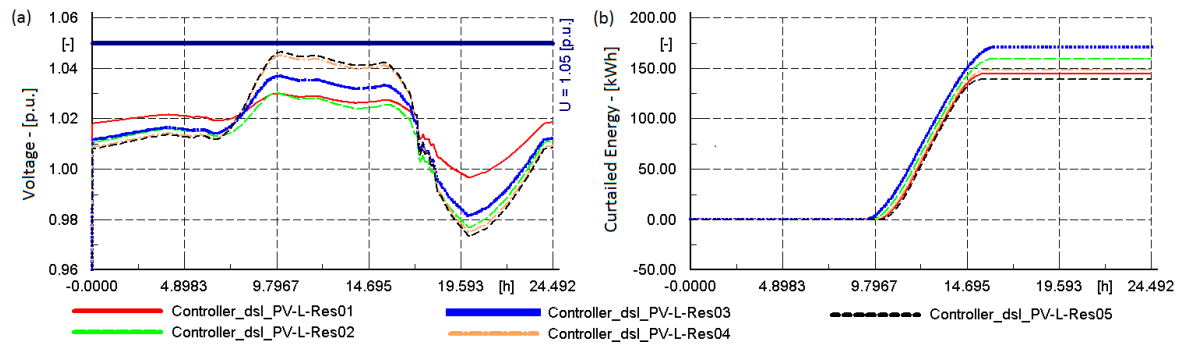 (a)
1.06
[-]
1.04
1.02
1.00
0.98
0.96
Voltage - [p.u.]
U = 1.05 [p.u.]
-0.0000 4.8983 9.7967 14.695 19.593 [h] 24.492
(b)
200.00
[-]
150.00
100.00
50.00
0.00
-50.00
Curtailed Energy - [kWh]
-0.0000 4.8983 9.7967 14.695 19.593 [h] 24.492
Controller_dsl_PV-L-Res01 Controller_dsl_PV-L-Res03 Controller_dsl_PV-L-Res05
Controller_dsl_PV-L-Res02 Controller_dsl_PV-L-Res04